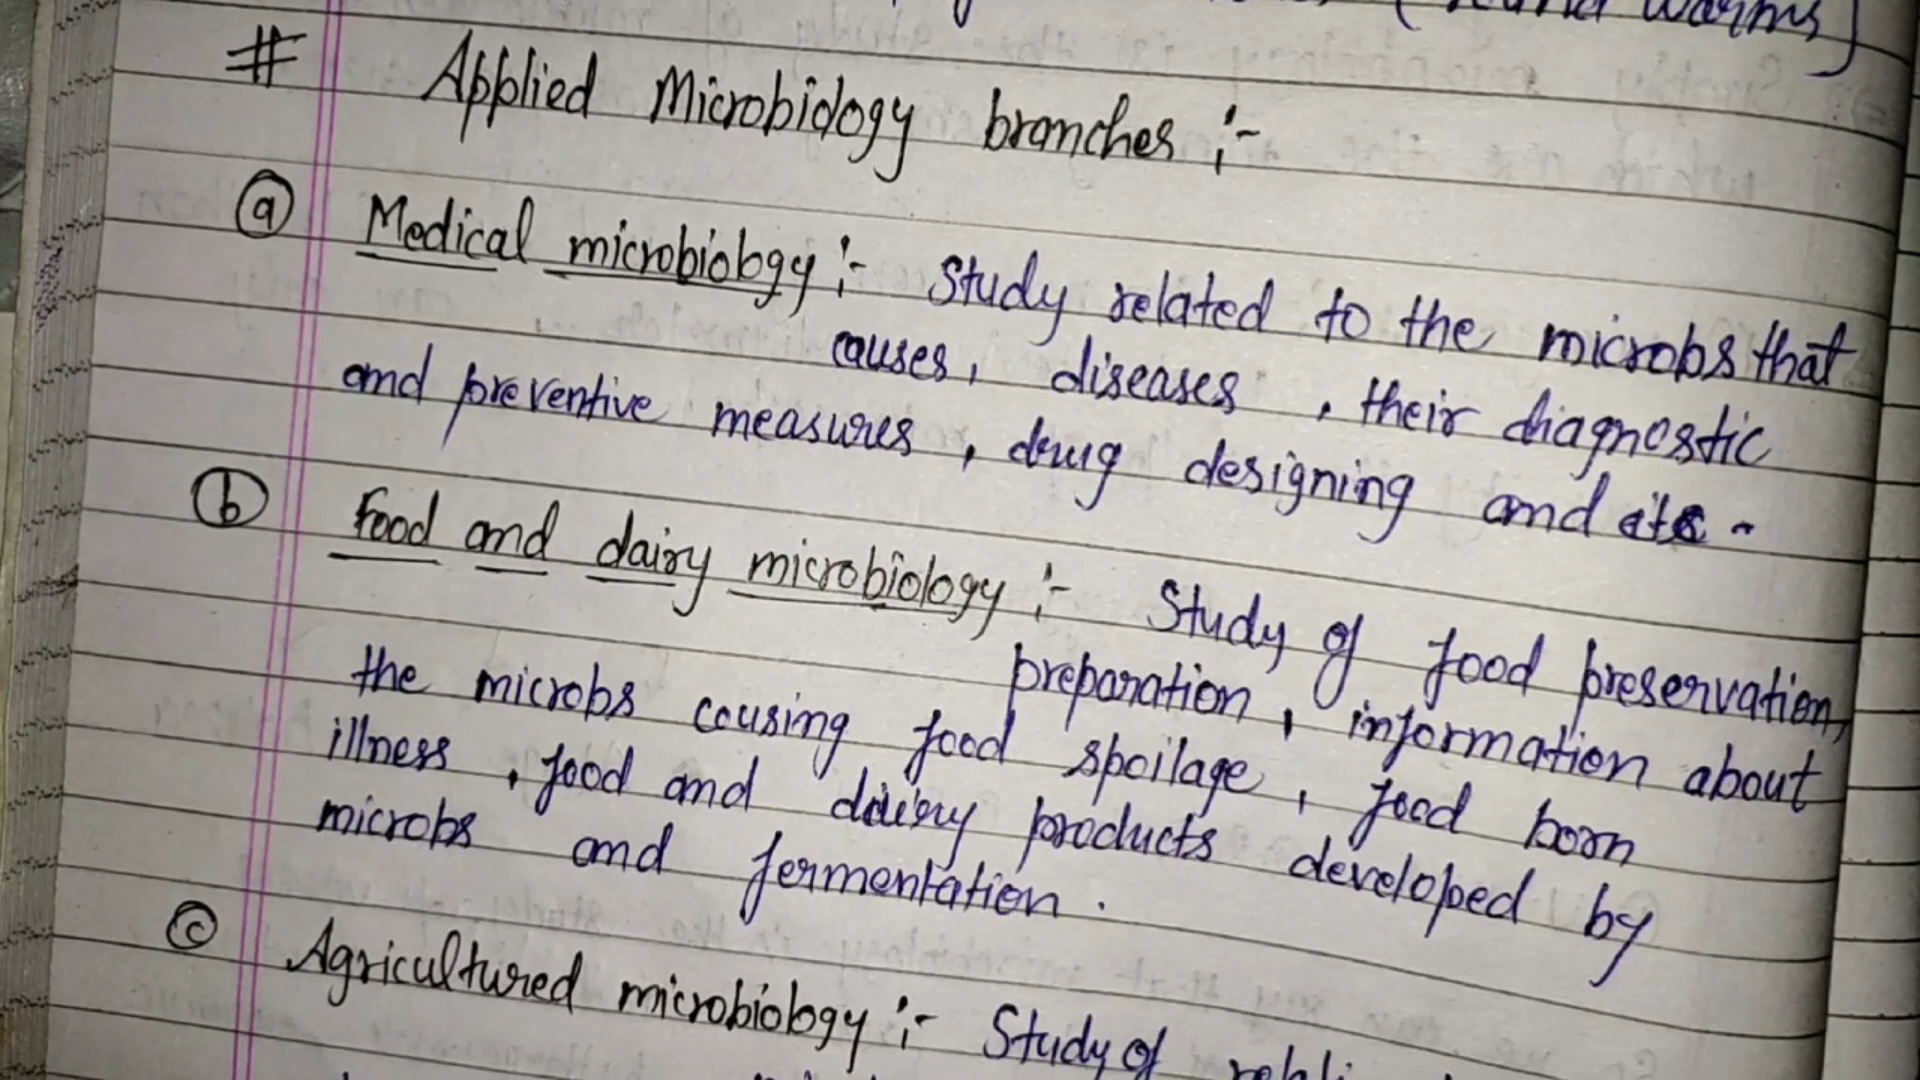 (Round warms)
# Applied Microbiology branches :-
(a) Medical microbiology :- Study related to the microbs that
causes, diseases, their diagnostic
and preventive measures, drug designing and etc.
(b) Food and dairy microbiology :- Study of food preservation,
preparation, information about
the microbs causing food spoilage, food born
illness, food and dairy products developed by
microbs and fermentation.
(c) Agricultured microbiology :- Study of